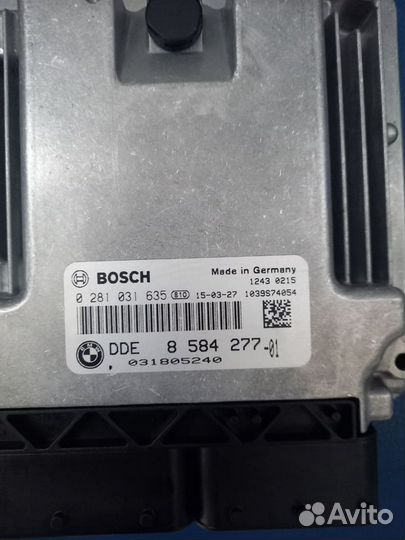 BOSCH
Made in Germany
1243 0215
0 281 031 635 B10 15-03-27 1039S74054
DDE 8 584 277-01
031805240
Avito